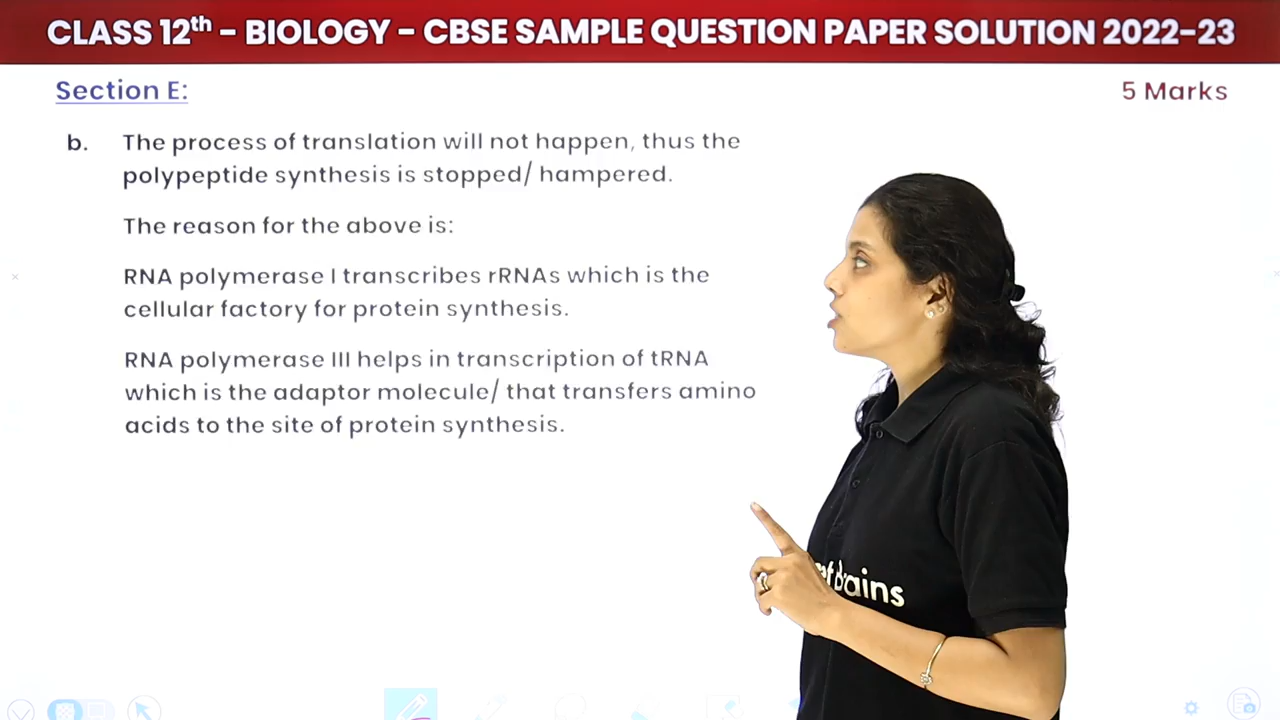 CLASS 12th – BIOLOGY – CBSE SAMPLE QUESTION PAPER SOLUTION 2022–23
Section E:
5 Marks
b. The process of translation will not happen, thus the
polypeptide synthesis is stopped/ hampered.
The reason for the above is:
RNA polymerase I transcribes rRNAs which is the
cellular factory for protein synthesis.
RNA polymerase III helps in transcription of tRNA
which is the adaptor molecule/ that transfers amino
acids to the site of protein synthesis.